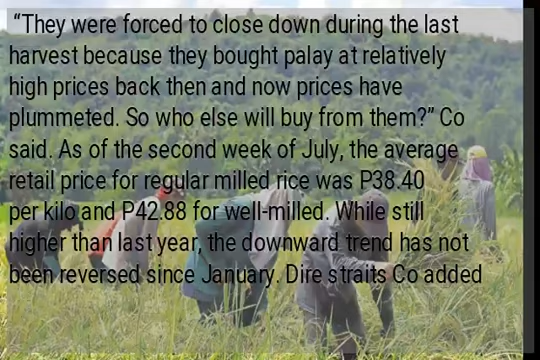 “They were forced to close down during the last
harvest because they bought palay at relatively
high prices back then and now prices have
plummeted. So who else will buy from them?” Co
said. As of the second week of July, the average
retail price for regular milled rice was P38.40
per kilo and P42.88 for well-milled. While still
higher than last year, the downward trend has not
been reversed since January. Dire straits Co added